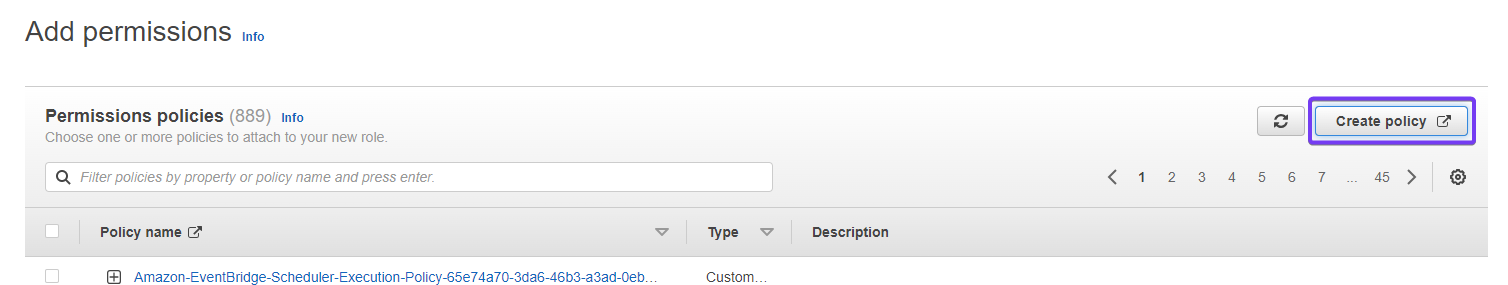 Add permissions Info
Permissions policies (889) Info
Create policy
Choose one or more policies to attach to your new role.
Filter policies by property or policy name and press enter.
1 2 3 4 5 6 7 ... 45
Policy name Type Description
Amazon-EventBridge-Scheduler-Execution-Policy-65e74a70-3da6-46b3-a3ad-0eb... Custom...